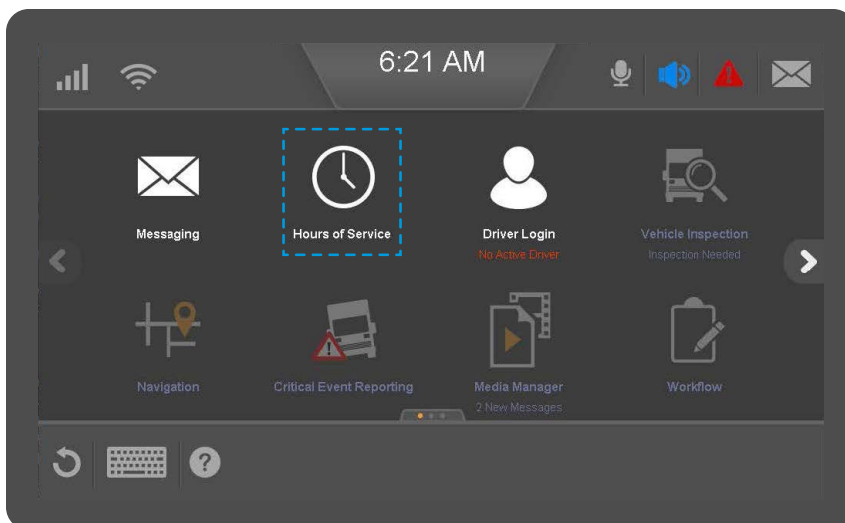 6:21 AM
Messaging
Hours of Service
Driver Login
No Active Driver
Vehicle Inspection
Inspection Needed
Navigation
Critical Event Reporting
Media Manager
2 New Messages
Workflow
?